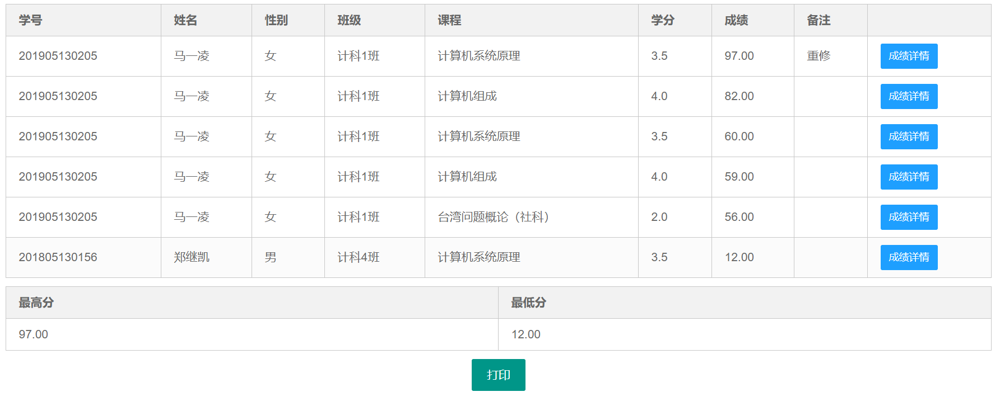 学号 姓名 性别 班级 课程 学分 成绩 备注
201905130205 马一凌 女 计科1班 计算机系统原理 3.5 97.00 重修 成绩详情
201905130205 马一凌 女 计科1班 计算机组成 4.0 82.00 成绩详情
201905130205 马一凌 女 计科1班 计算机系统原理 3.5 60.00 成绩详情
201905130205 马一凌 女 计科1班 计算机组成 4.0 59.00 成绩详情
201905130205 马一凌 女 计科1班 台湾问题概论（社科） 2.0 56.00 成绩详情
201805130156 郑继凯 男 计科4班 计算机系统原理 3.5 12.00 成绩详情
最高分 最低分
97.00 12.00
打印